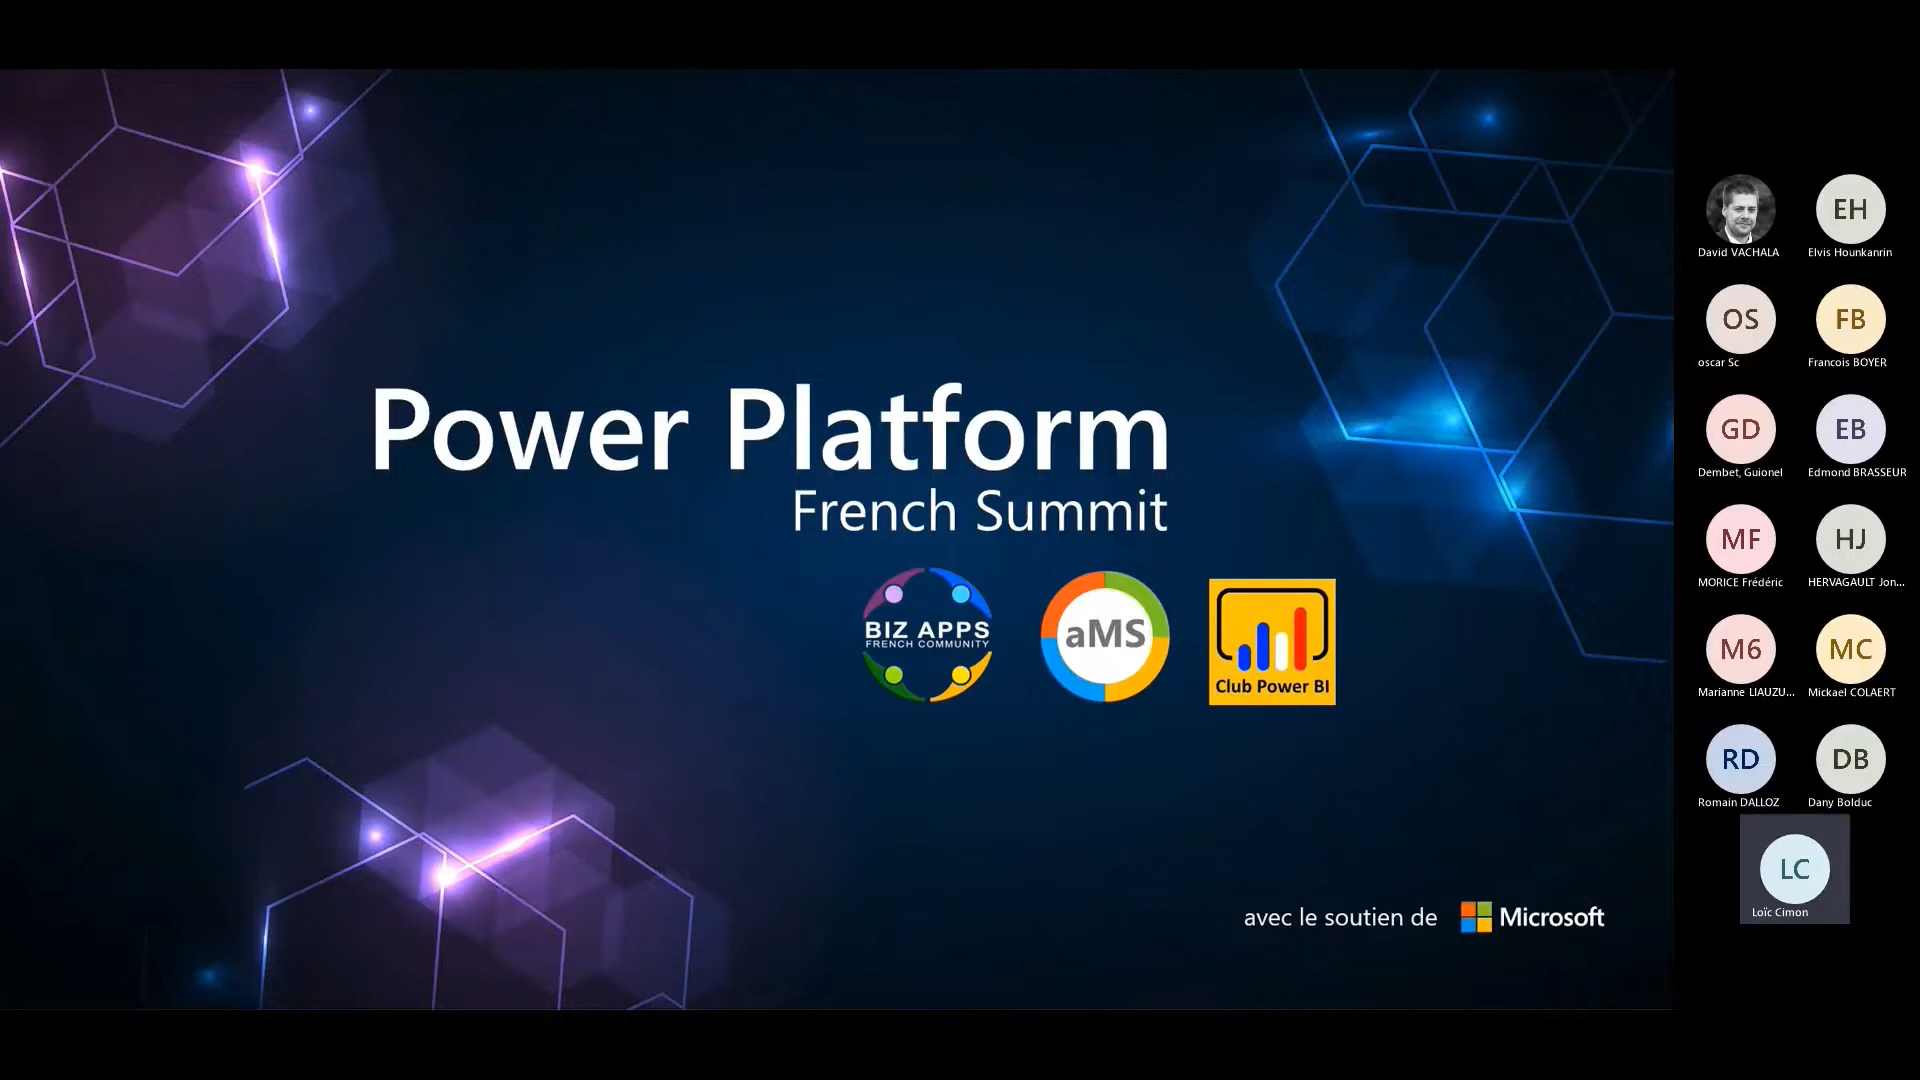 Power Platform
French Summit
BIZ APPS
FRENCH COMMUNITY
aMS
Club Power BI
avec le soutien de Microsoft
David VACHALA
EH
Elvis Hounkanrin
OS
oscar Sc
FB
Francois BOYER
GD
Dembet, Guionel
EB
Edmond BRASSEUR
MF
MORICE Frédéric
HJ
HERVAGAULT Jon...
M6
Marianne LIAUZU...
MC
Mickael COLAERT
RD
Romain DALLOZ
DB
Dany Bolduc
LC
Loïc Cimon